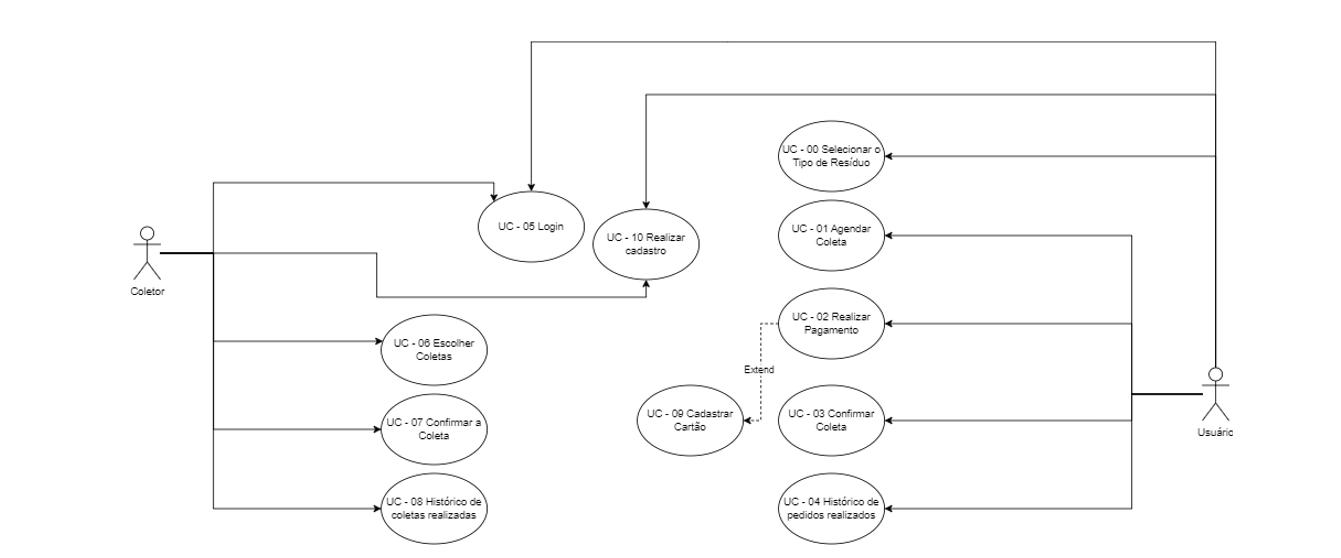 UC - 00 Selecionar o
Tipo de Resíduo
UC - 05 Login
UC - 10 Realizar
cadastro
UC - 01 Agendar
Coleta
Coletor
UC - 02 Realizar
Pagamento
UC - 06 Escolher
Coletas
Extend
UC - 09 Cadastrar
Cartão
UC - 03 Confirmar
Coleta
UC - 07 Confirmar a
Coleta
Usuário
UC - 08 Histórico de
coletas realizadas
UC - 04 Histórico de
pedidos realizados